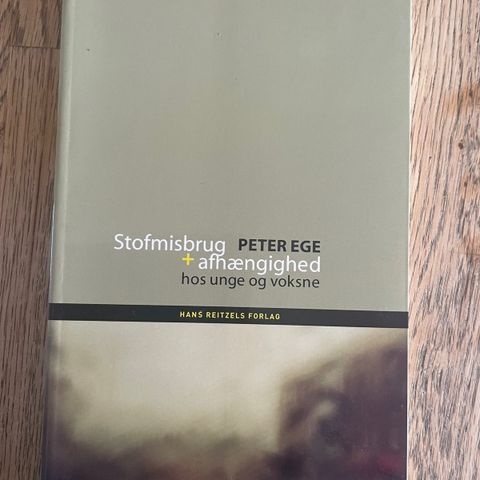 Stofmisbrug PETER EGE
+ afhængighed
hos unge og voksne
HANS REITZELS FORLAG